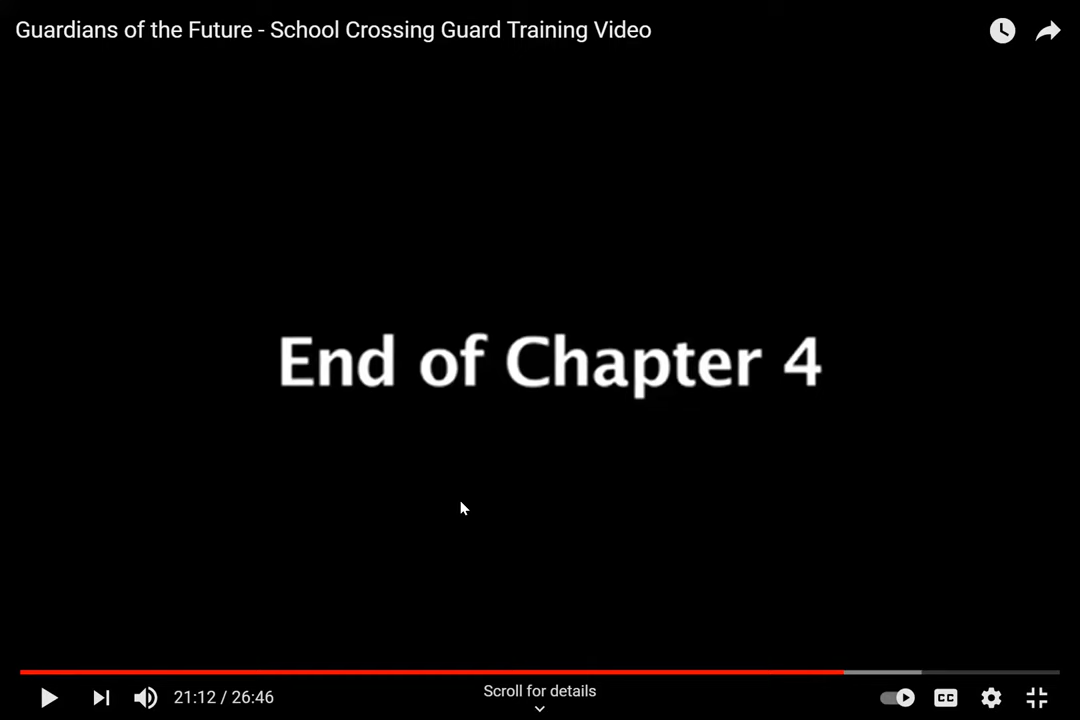 Guardians of the Future - School Crossing Guard Training Video
End of Chapter 4
Scroll for details
21:12 / 26:46
CC